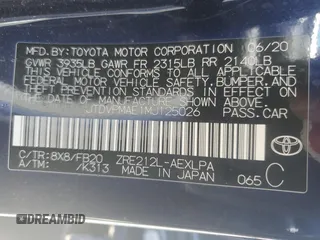 MFD.BY:TOYOTA MOTOR CORPORATION 06/20
GVWR 3935LB GAWR FR 2315LB RR 2140LB
THIS VEHICLE CONFORMS TO ALL APPLICABLE
FEDERAL MOTOR VEHICLE SAFETY,
BUMPER, AND THEFT PREVENTION STANDARDS
IN EFFECT ON THE DATE OF
MANUFACTURE SHOWN ABOVE.
JTDVPMAE1MJ125026 PASS.CAR
C/TR:8X8/FB20 ZRE212L-AEXLPA
A/TM: /K313 MADE IN JAPAN 065 C
TOYOTA